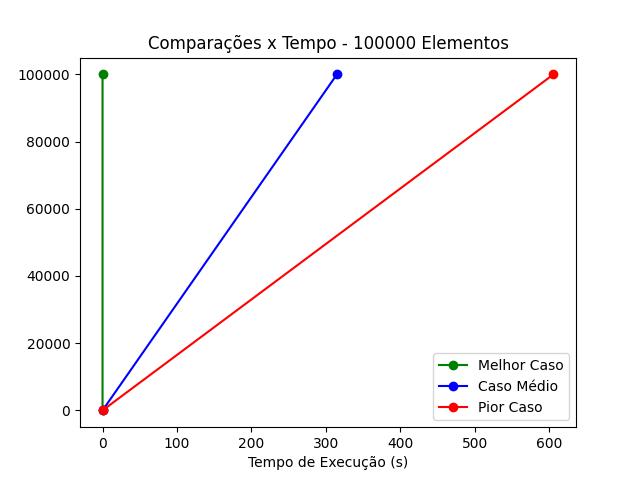 Comparações x Tempo - 100000 Elementos
100000
80000
60000
40000
20000
0
0 100 200 300 400 500 600
Tempo de Execução (s)
Melhor Caso
Caso Médio
Pior Caso